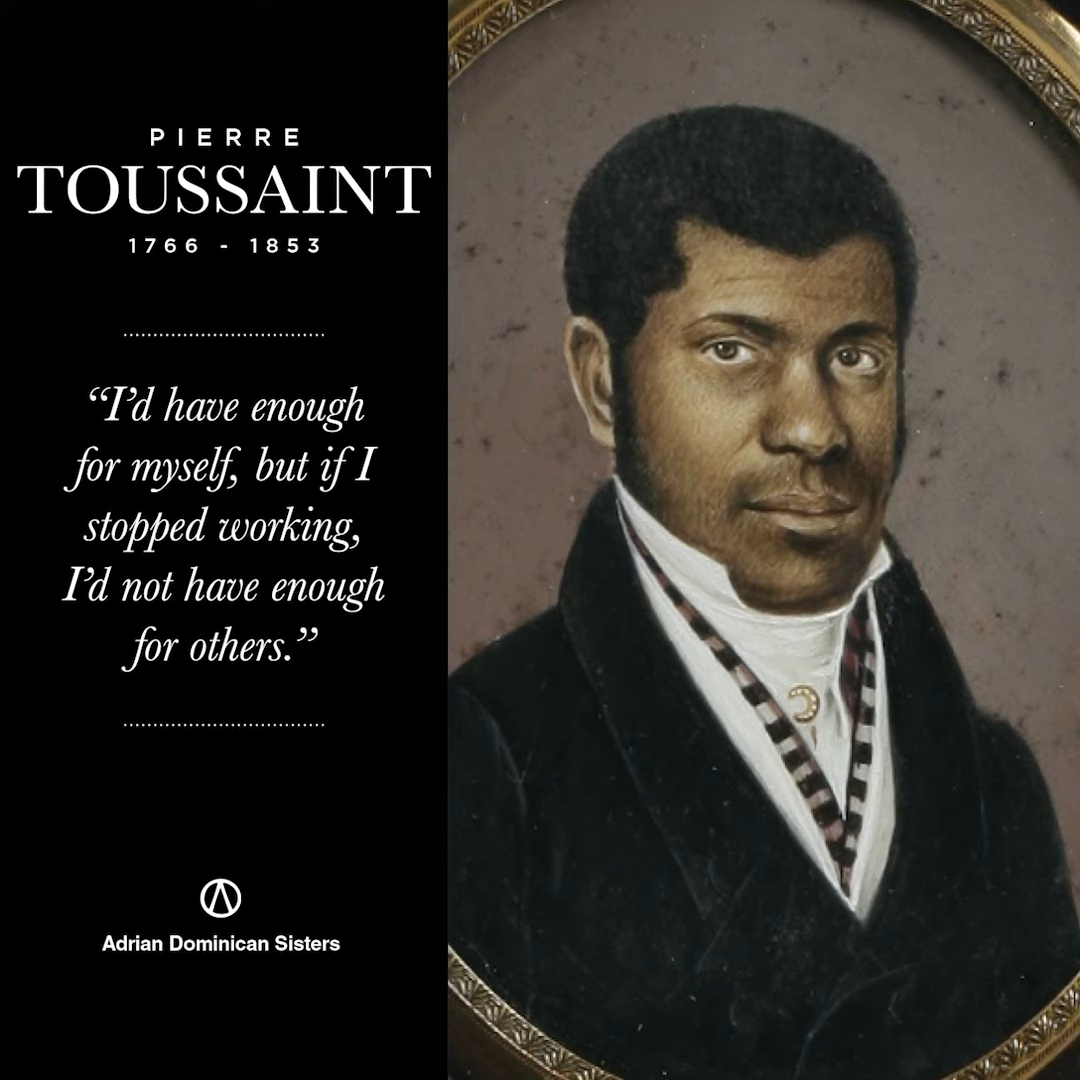 PIERRE
TOUSSAINT
1766 - 1853
“I’d have enough
for myself, but if I
stopped working,
I’d not have enough
for others.”
Adrian Dominican Sisters